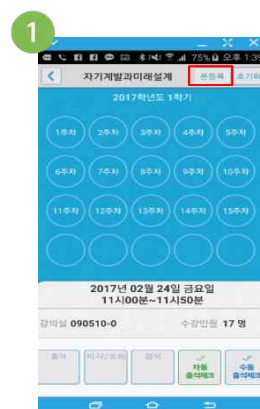 1
75% 오후 1:39
자기계발과미래설계 폰등록 초기화
2017학년도 1학기
1주차 2주차 3주차 4주차 5주차
6주차 7주차 8주차 9주차 10주차
11주차 12주차 13주차 14주차 15주차
2017년 02월 24일 금요일
11시00분~11시50분
강의실 090510-0 수강인원 17 명
출석 지각/조퇴 결석 자동 수동
출석체크 출석체크